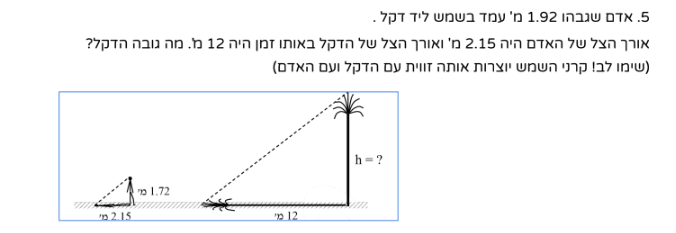 5. אדם שגבהו 1.92 מ' עמד בשמש ליד דקל .
אורך הצל של האדם היה 2.15 מ' ואורך הצל של הדקל באותו זמן היה 12 מ'. מה גובה הדקל?
(שימו לב! קרני השמש יוצרות אותה זווית עם הדקל ועם האדם)
h = ?
1.72 מ'
2.15 מ'
12 מ'